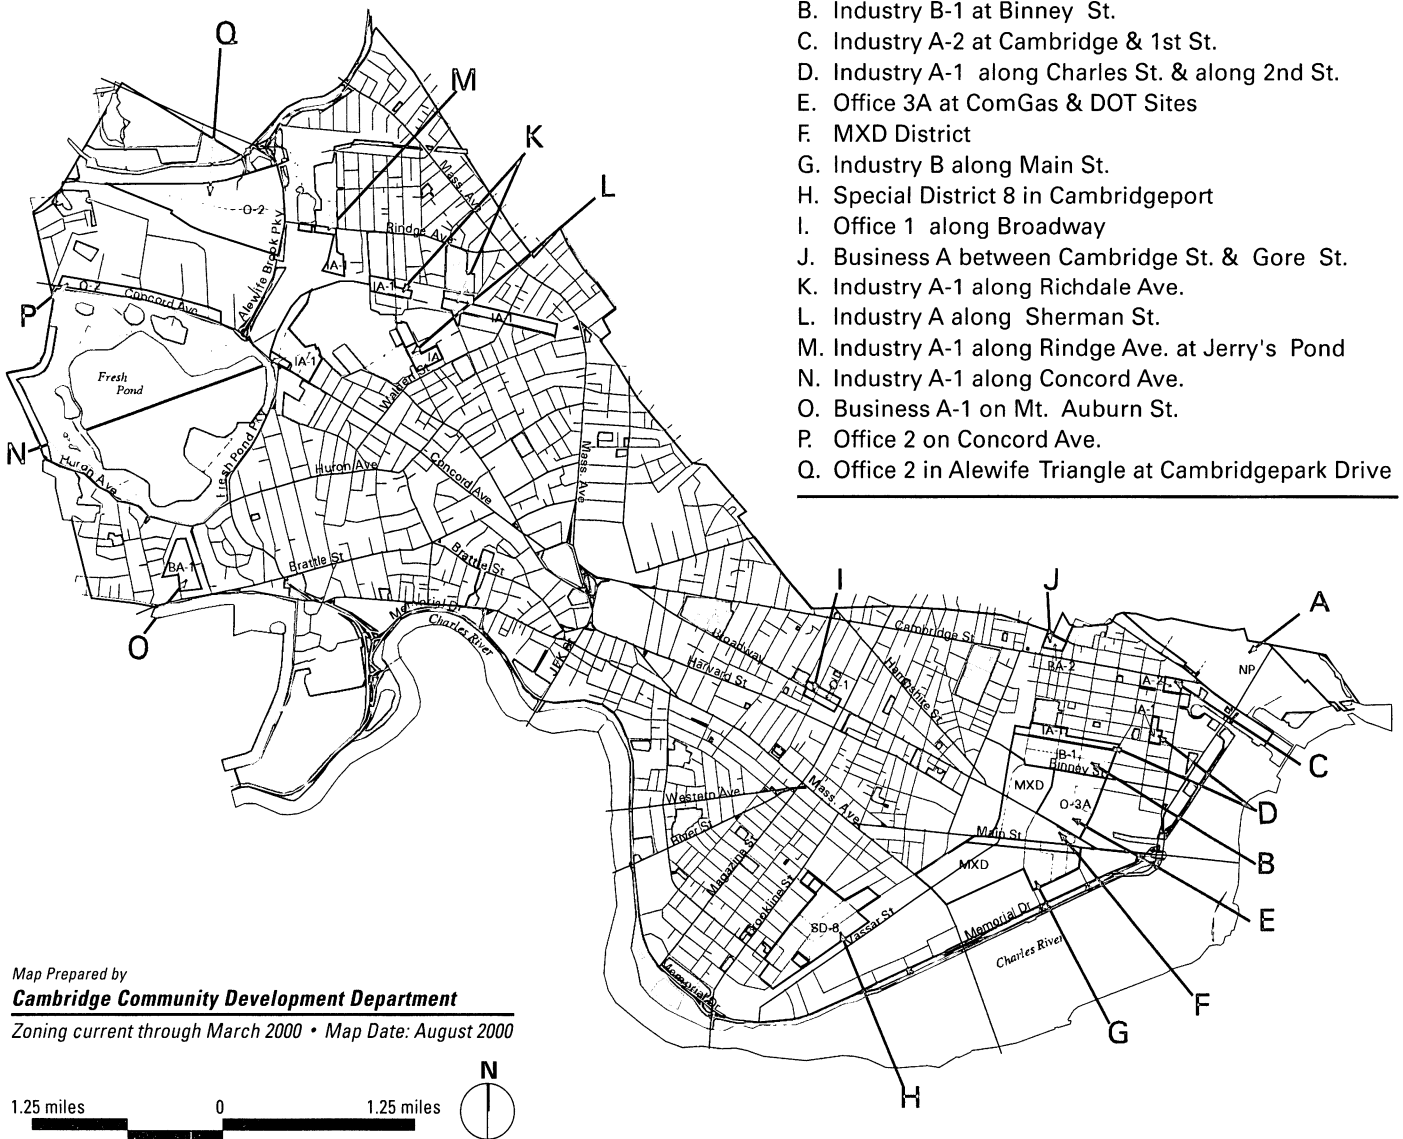 B. Industry B-1 at Binney St.
C. Industry A-2 at Cambridge & 1st St.
D. Industry A-1 along Charles St. & along 2nd St.
E. Office 3A at ComGas & DOT Sites
F. MXD District
G. Industry B along Main St.
H. Special District 8 in Cambridgeport
I. Office 1 along Broadway
J. Business A between Cambridge St. & Gore St.
K. Industry A-1 along Richdale Ave.
L. Industry A along Sherman St.
M. Industry A-1 along Rindge Ave. at Jerry's Pond
N. Industry A-1 along Concord Ave.
O. Business A-1 on Mt. Auburn St.
P. Office 2 on Concord Ave.
Q. Office 2 in Alewife Triangle at Cambridgepark Drive
Q
M
K
L
Mass. Ave
O-2
Rindge Ave.
Alewife Brook Pky
IA-1
IA-1
O-2
Concord Ave
P
IA-1
IA-1
IA
Walden St
Fresh
Pond
N
Huron Ave
Fresh Pond Pky
Huron Ave
Concord Ave
Mass Ave
BA-1
Brattle St
Brattle St
O
Memorial Dr
Charles River
JFK St
I
J
A
Cambridge St
Broadway
Harvard St
Hampshire St
O-1
BA-2
NP
A-2
A-1
IA-1
IB-1
Binney St
MXD
O-3A
C
D
B
E
F
G
H
Western Ave
River St
Mass. Ave
Main St
MXD
Magazine St
Brookline St
SD-8
Vassar St
Memorial Dr
Charles River
Memorial Dr
Map Prepared by
Cambridge Community Development Department
Zoning current through March 2000 • Map Date: August 2000
N
1.25 miles 0 1.25 miles